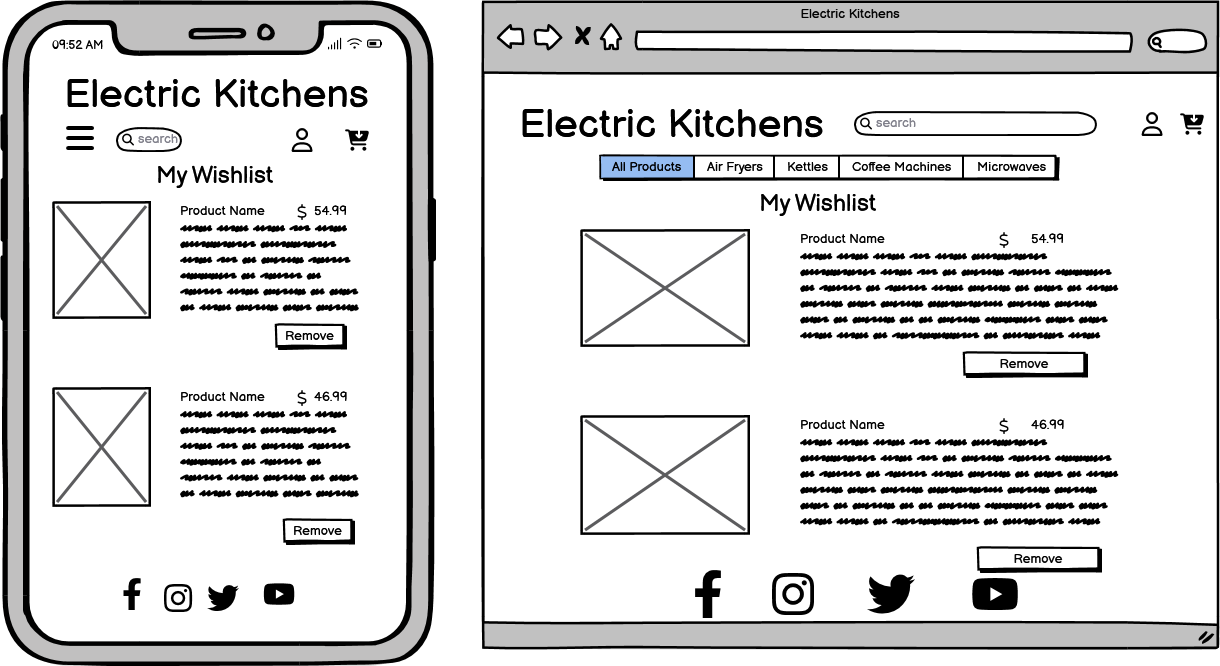 09:52 AM
Electric Kitchens
search
My Wishlist
Product Name $ 54.99
Remove
Product Name $ 46.99
Remove
Electric Kitchens
Electric Kitchens
search
All Products Air Fryers Kettles Coffee Machines Microwaves
My Wishlist
Product Name $ 54.99
Remove
Product Name $ 46.99
Remove